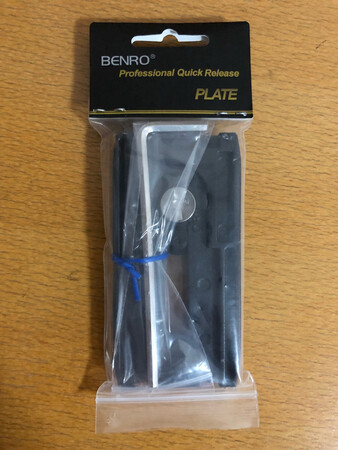 BENRO®
Professional Quick Release
PLATE